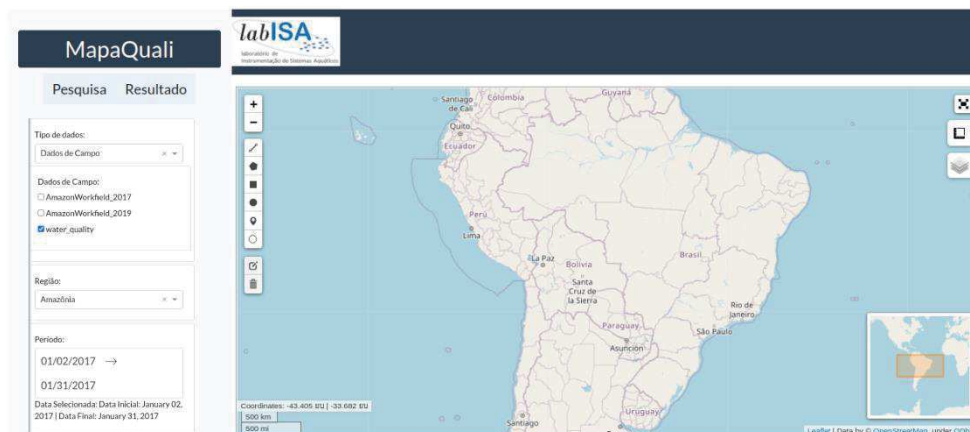 MapaQuali
Pesquisa Resultado
Tipo de dados:
Dados de Campo
Dados de Campo:
AmazonWorkfield_2017
AmazonWorkfield_2019
water_quality
Região:
Amazônia
Período:
01/02/2017 →
01/31/2017
Data Selecionada: Data Inicial: January 02,
2017 | Data Final: January 31, 2017
labISA
laboratório de
Instrumentação de Sistemas Aquáticos
+
−
Santiago
de Cali
Colombia
Guyana
Quito
Ecuador
Perú
Lima
La Paz
Bolivia
Brasil
Santa
Cruz de
la Sierra
Rio de
Janeiro
São Paulo
Paraguay
Asunción
Uruguay
Santiago
Coordinates: -43.405
| -33.682
500 km
500 mi
Leaflet | Data by © OpenStreetMap, under ODbL